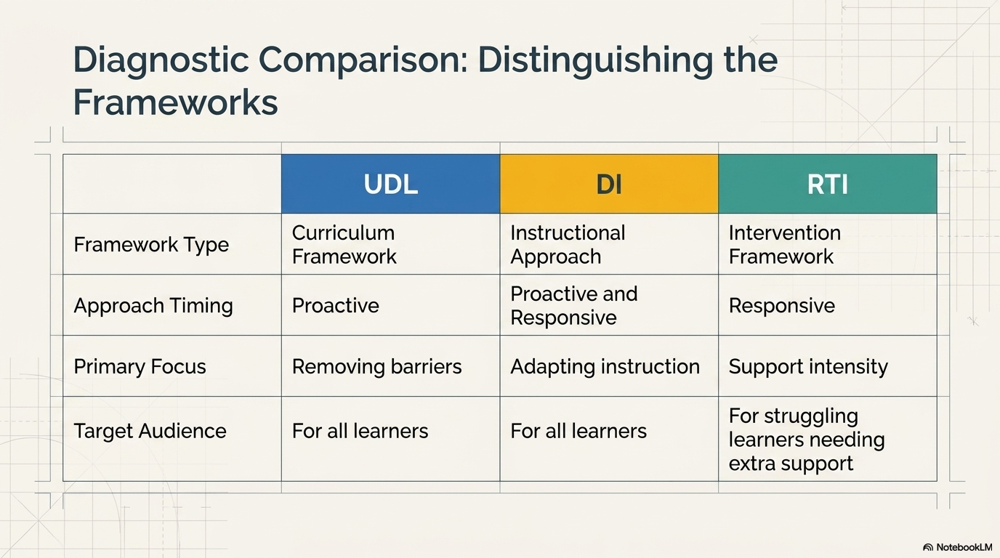 Diagnostic Comparison: Distinguishing the
Frameworks
UDL
DI
RTI
Framework Type
Curriculum
Framework
Instructional
Approach
Intervention
Framework
Approach Timing
Proactive
Proactive and
Responsive
Responsive
Primary Focus
Removing barriers
Adapting instruction
Support intensity
Target Audience
For all learners
For all learners
For struggling
learners needing
extra support
NotebookLM